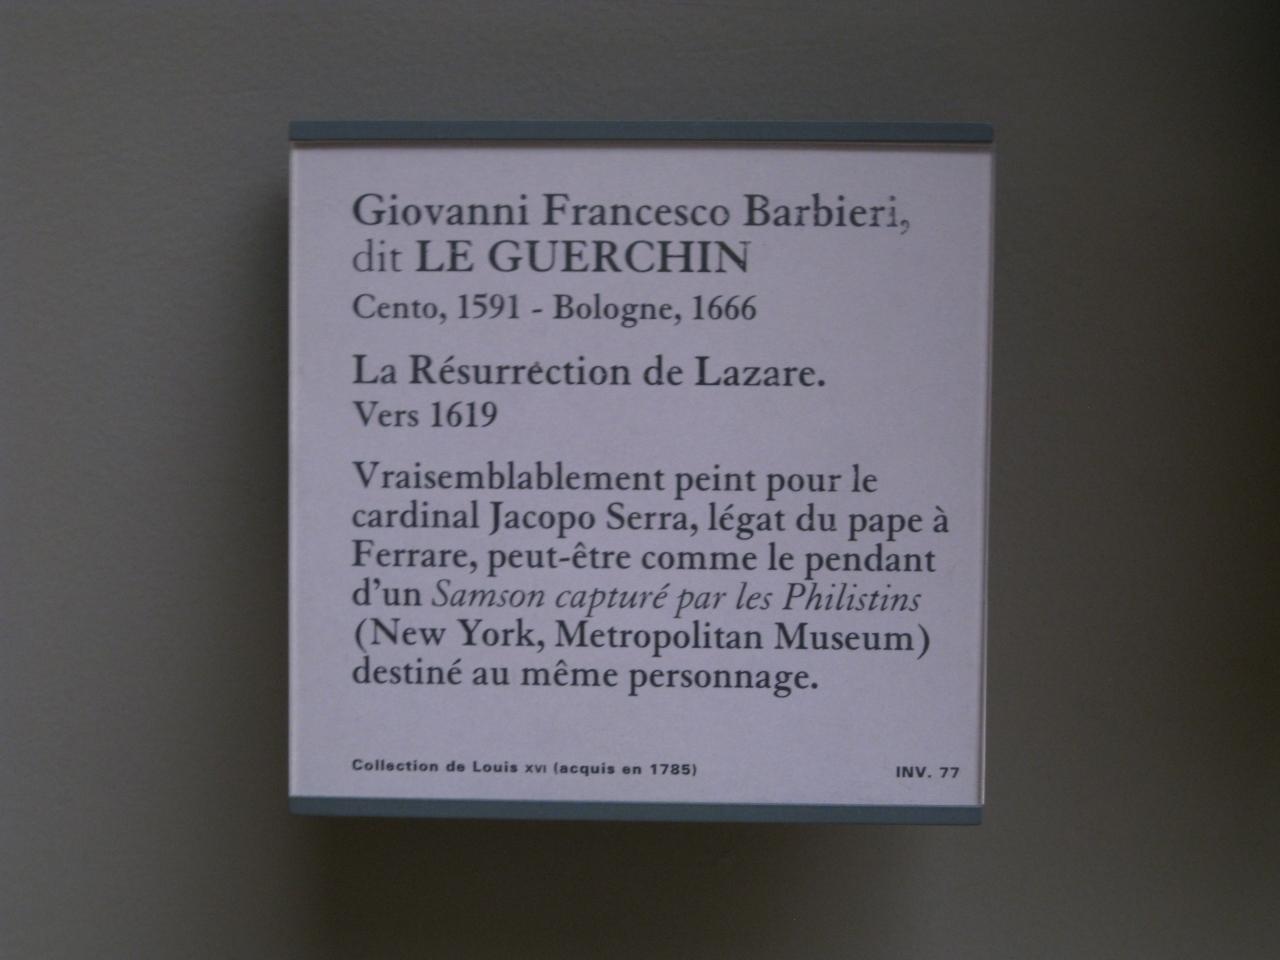 Giovanni Francesco Barbieri,
dit LE GUERCHIN
Cento, 1591 - Bologne, 1666
La Résurrection de Lazare.
Vers 1619
Vraisemblablement peint pour le
cardinal Jacopo Serra, légat du pape à
Ferrare, peut-être comme le pendant
d'un Samson capturé par les Philistins
(New York, Metropolitan Museum)
destiné au même personnage.
Collection de Louis XVI (acquis en 1785)
INV. 77